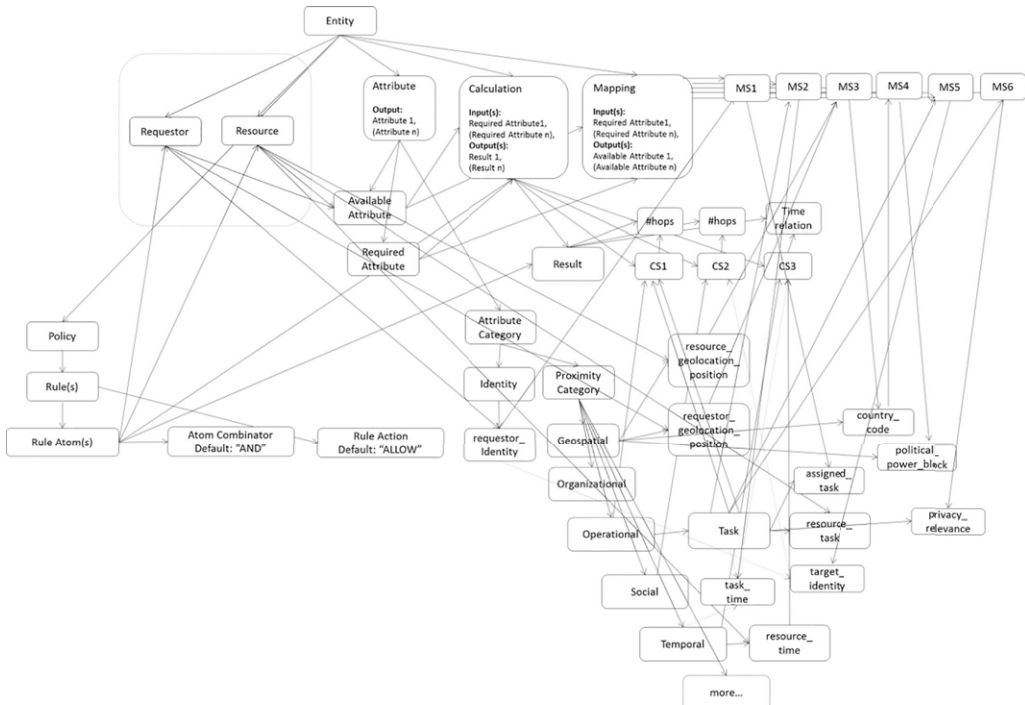 Entity
Attribute
Output:
Attribute 1,
(Attribute n)
Calculation
Input(s):
Required Attribute1,
(Required Attribute n),
Output(s):
Result 1,
(Result n)
Mapping
Input(s):
Required Attribute1,
(Required Attribute n),
Output(s):
Available Attribute 1,
(Available Attribute n)
MS1
MS2
MS3
MS4
MS5
MS6
Requestor
Resource
Available
Attribute
Required
Attribute
#hops
#hops
Time
relation
Result
CS1
CS2
CS3
Policy
Attribute
Category
resource_
geolocation_
position
Rule(s)
Identity
Proximity
Category
Rule Atom(s)
Atom Combinator
Default: "AND"
Rule Action
Default: "ALLOW"
requestor_
Identity
Geospatial
requestor_
geolocation_
position
country_
code
political_
power_block
Organizational
assigned_
task
Operational
Task
resource_
task
privacy_
relevance
Social
task_
time
target_
identity
Temporal
resource_
time
more...